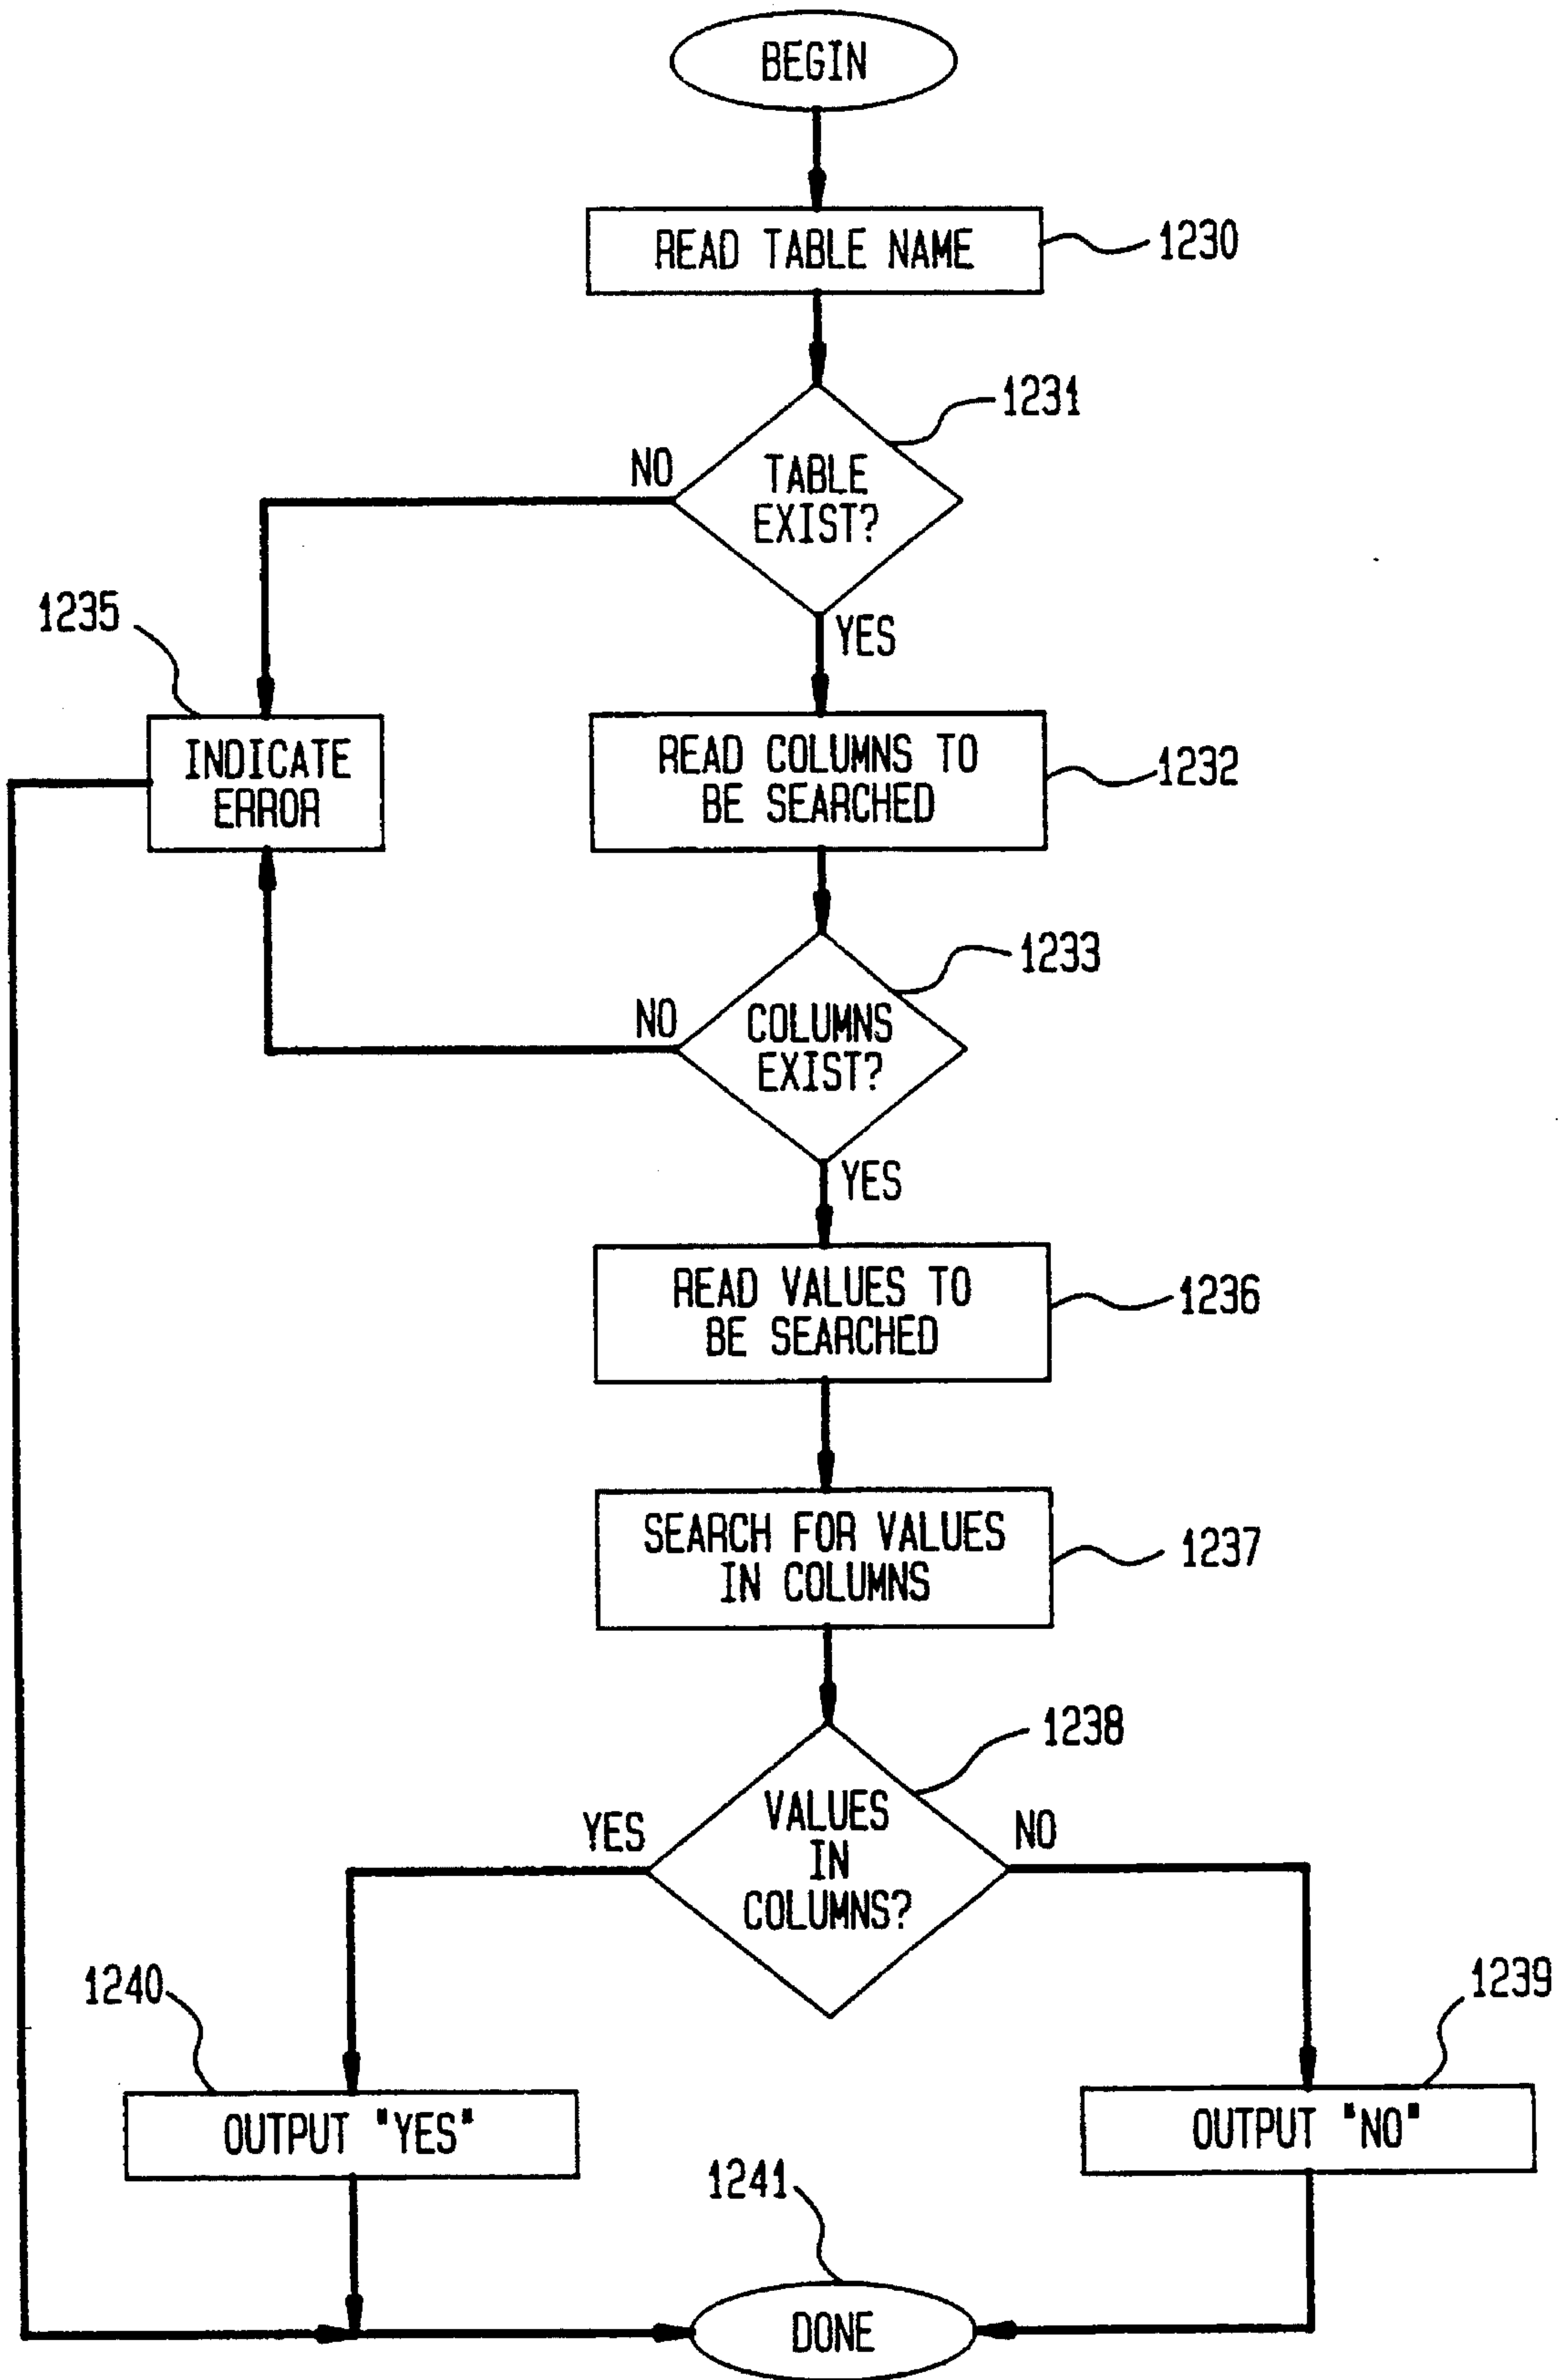 BEGIN
READ TABLE NAME
1230
1231
NO
TABLE
EXIST?
YES
1235
INDICATE
ERROR
READ COLUMNS TO
BE SEARCHED
1232
1233
NO
COLUMNS
EXIST?
YES
READ VALUES TO
BE SEARCHED
1236
SEARCH FOR VALUES
IN COLUMNS
1237
1238
YES
VALUES
IN
COLUMNS?
NO
1240
1239
OUTPUT "YES"
OUTPUT "NO"
1241
DONE